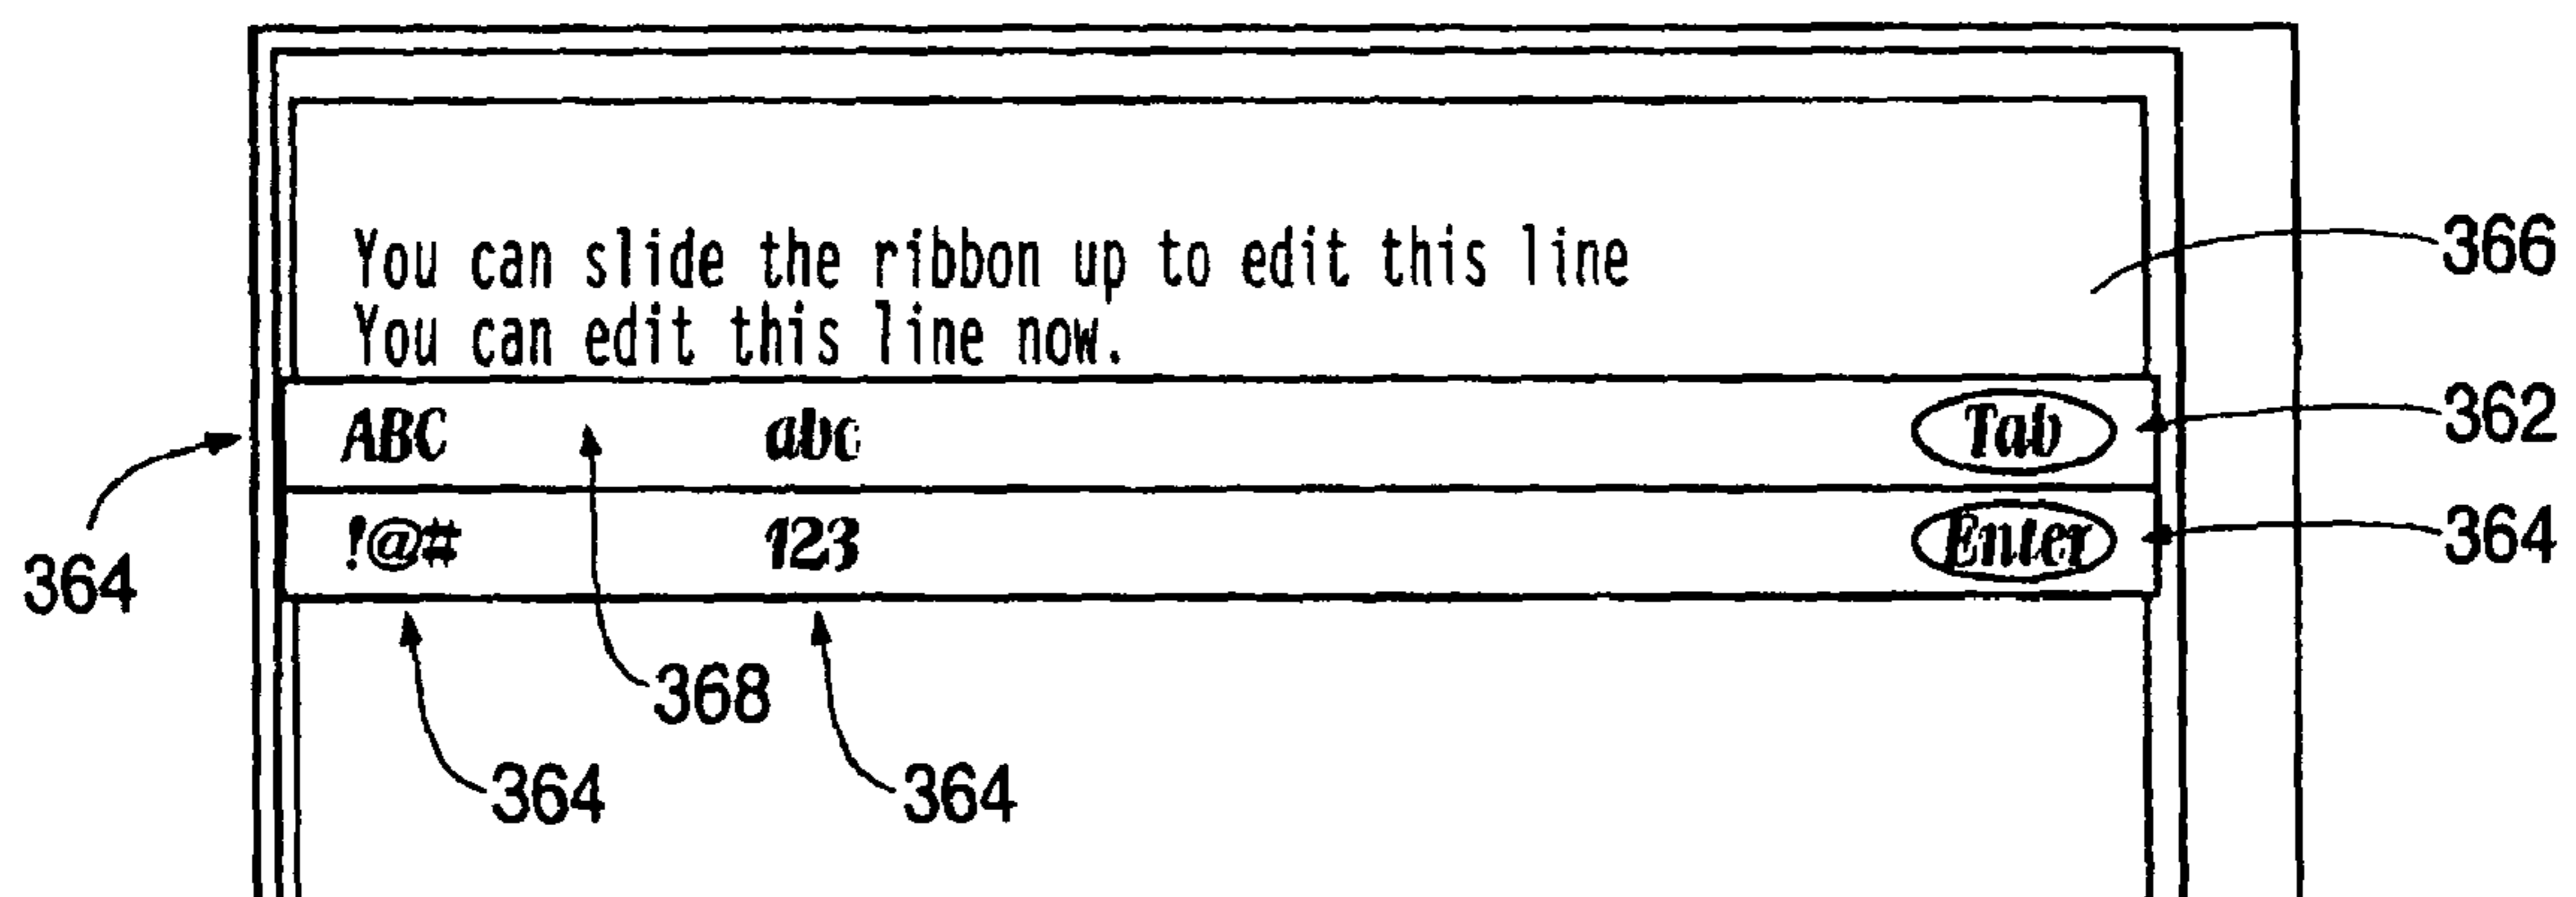 You can slide the ribbon up to edit this line
366
You can edit this line now.
ABC abc Tab
362
364
!@# 123 Enter
364
368
364
364